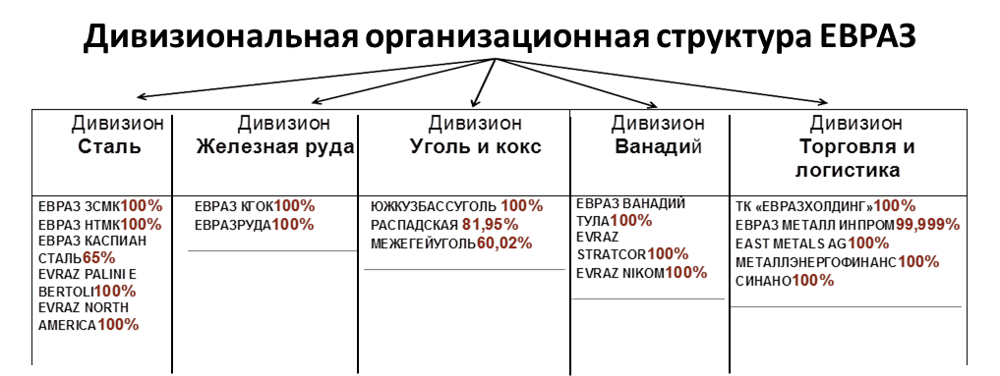 Дивизиональная организационная структура ЕВРАЗ
Дивизион
Сталь
Дивизион
Железная руда
Дивизион
Уголь и кокс
Дивизион
Ванадий
Дивизион
Торговля и
логистика
ЕВРАЗ ЗСМК100%
ЕВРАЗ НТМК100%
ЕВРАЗ КАСПИАН
СТАЛЬ65%
EVRAZ PALINI E
BERTOLI100%
EVRAZ NORTH
AMERICA100%
ЕВРАЗ КГОК100%
ЕВРАЗРУДА100%
ЮЖКУЗБАССУГОЛЬ 100%
РАСПАДСКАЯ 81,95%
МЕЖЕГЕЙУГОЛЬ60,02%
ЕВРАЗ ВАНАДИЙ
ТУЛА100%
EVRAZ
STRATCOR100%
EVRAZ NIKOM100%
ТК «ЕВРАЗХОЛДИНГ»100%
ЕВРАЗ МЕТАЛЛ ИНПРОМ99,999%
EAST METALS AG100%
МЕТАЛЛЭНЕРГОФИНАНС100%
СИНАНО100%